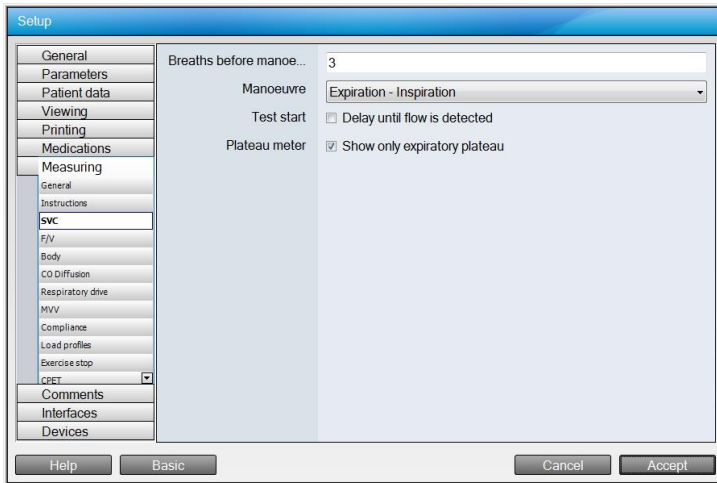 Setup
General
Parameters
Patient data
Viewing
Printing
Medications
Measuring
General
Instructions
SVC
F/V
Body
CO Diffusion
Respiratory drive
MVV
Compliance
Load profiles
Exercise stop
CPET
Comments
Interfaces
Devices
Breaths before manoe... 3
Manoeuvre Expiration - Inspiration
Test start Delay until flow is detected
Plateau meter Show only expiratory plateau
Help Basic Cancel Accept